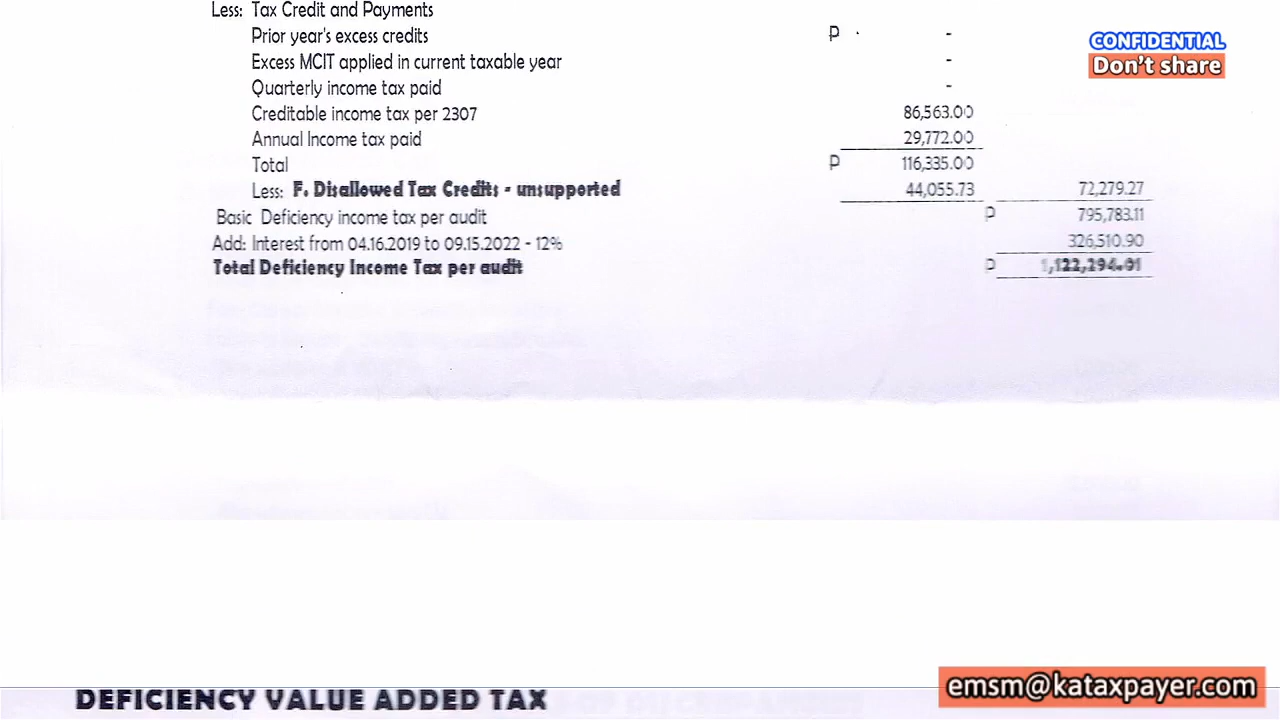 Less: Tax Credit and Payments
Prior year's excess credits ₱ -
CONFIDENTIAL
Don't share
Excess MCIT applied in current taxable year -
Quarterly income tax paid -
Creditable income tax per 2307 86,563.00
Annual Income tax paid 29,772.00
Total ₱ 116,335.00
Less: F. Disallowed Tax Credits - unsupported 44,055.73 72,279.27
Basic Deficiency income tax per audit ₱ 795,783.11
Add: Interest from 04.16.2019 to 09.15.2022 - 12% 326,510.90
Total Deficiency Income Tax per audit ₱ 1,122,294.01
emsm@kataxpayer.com
DEFICIENCY VALUE ADDED TAX